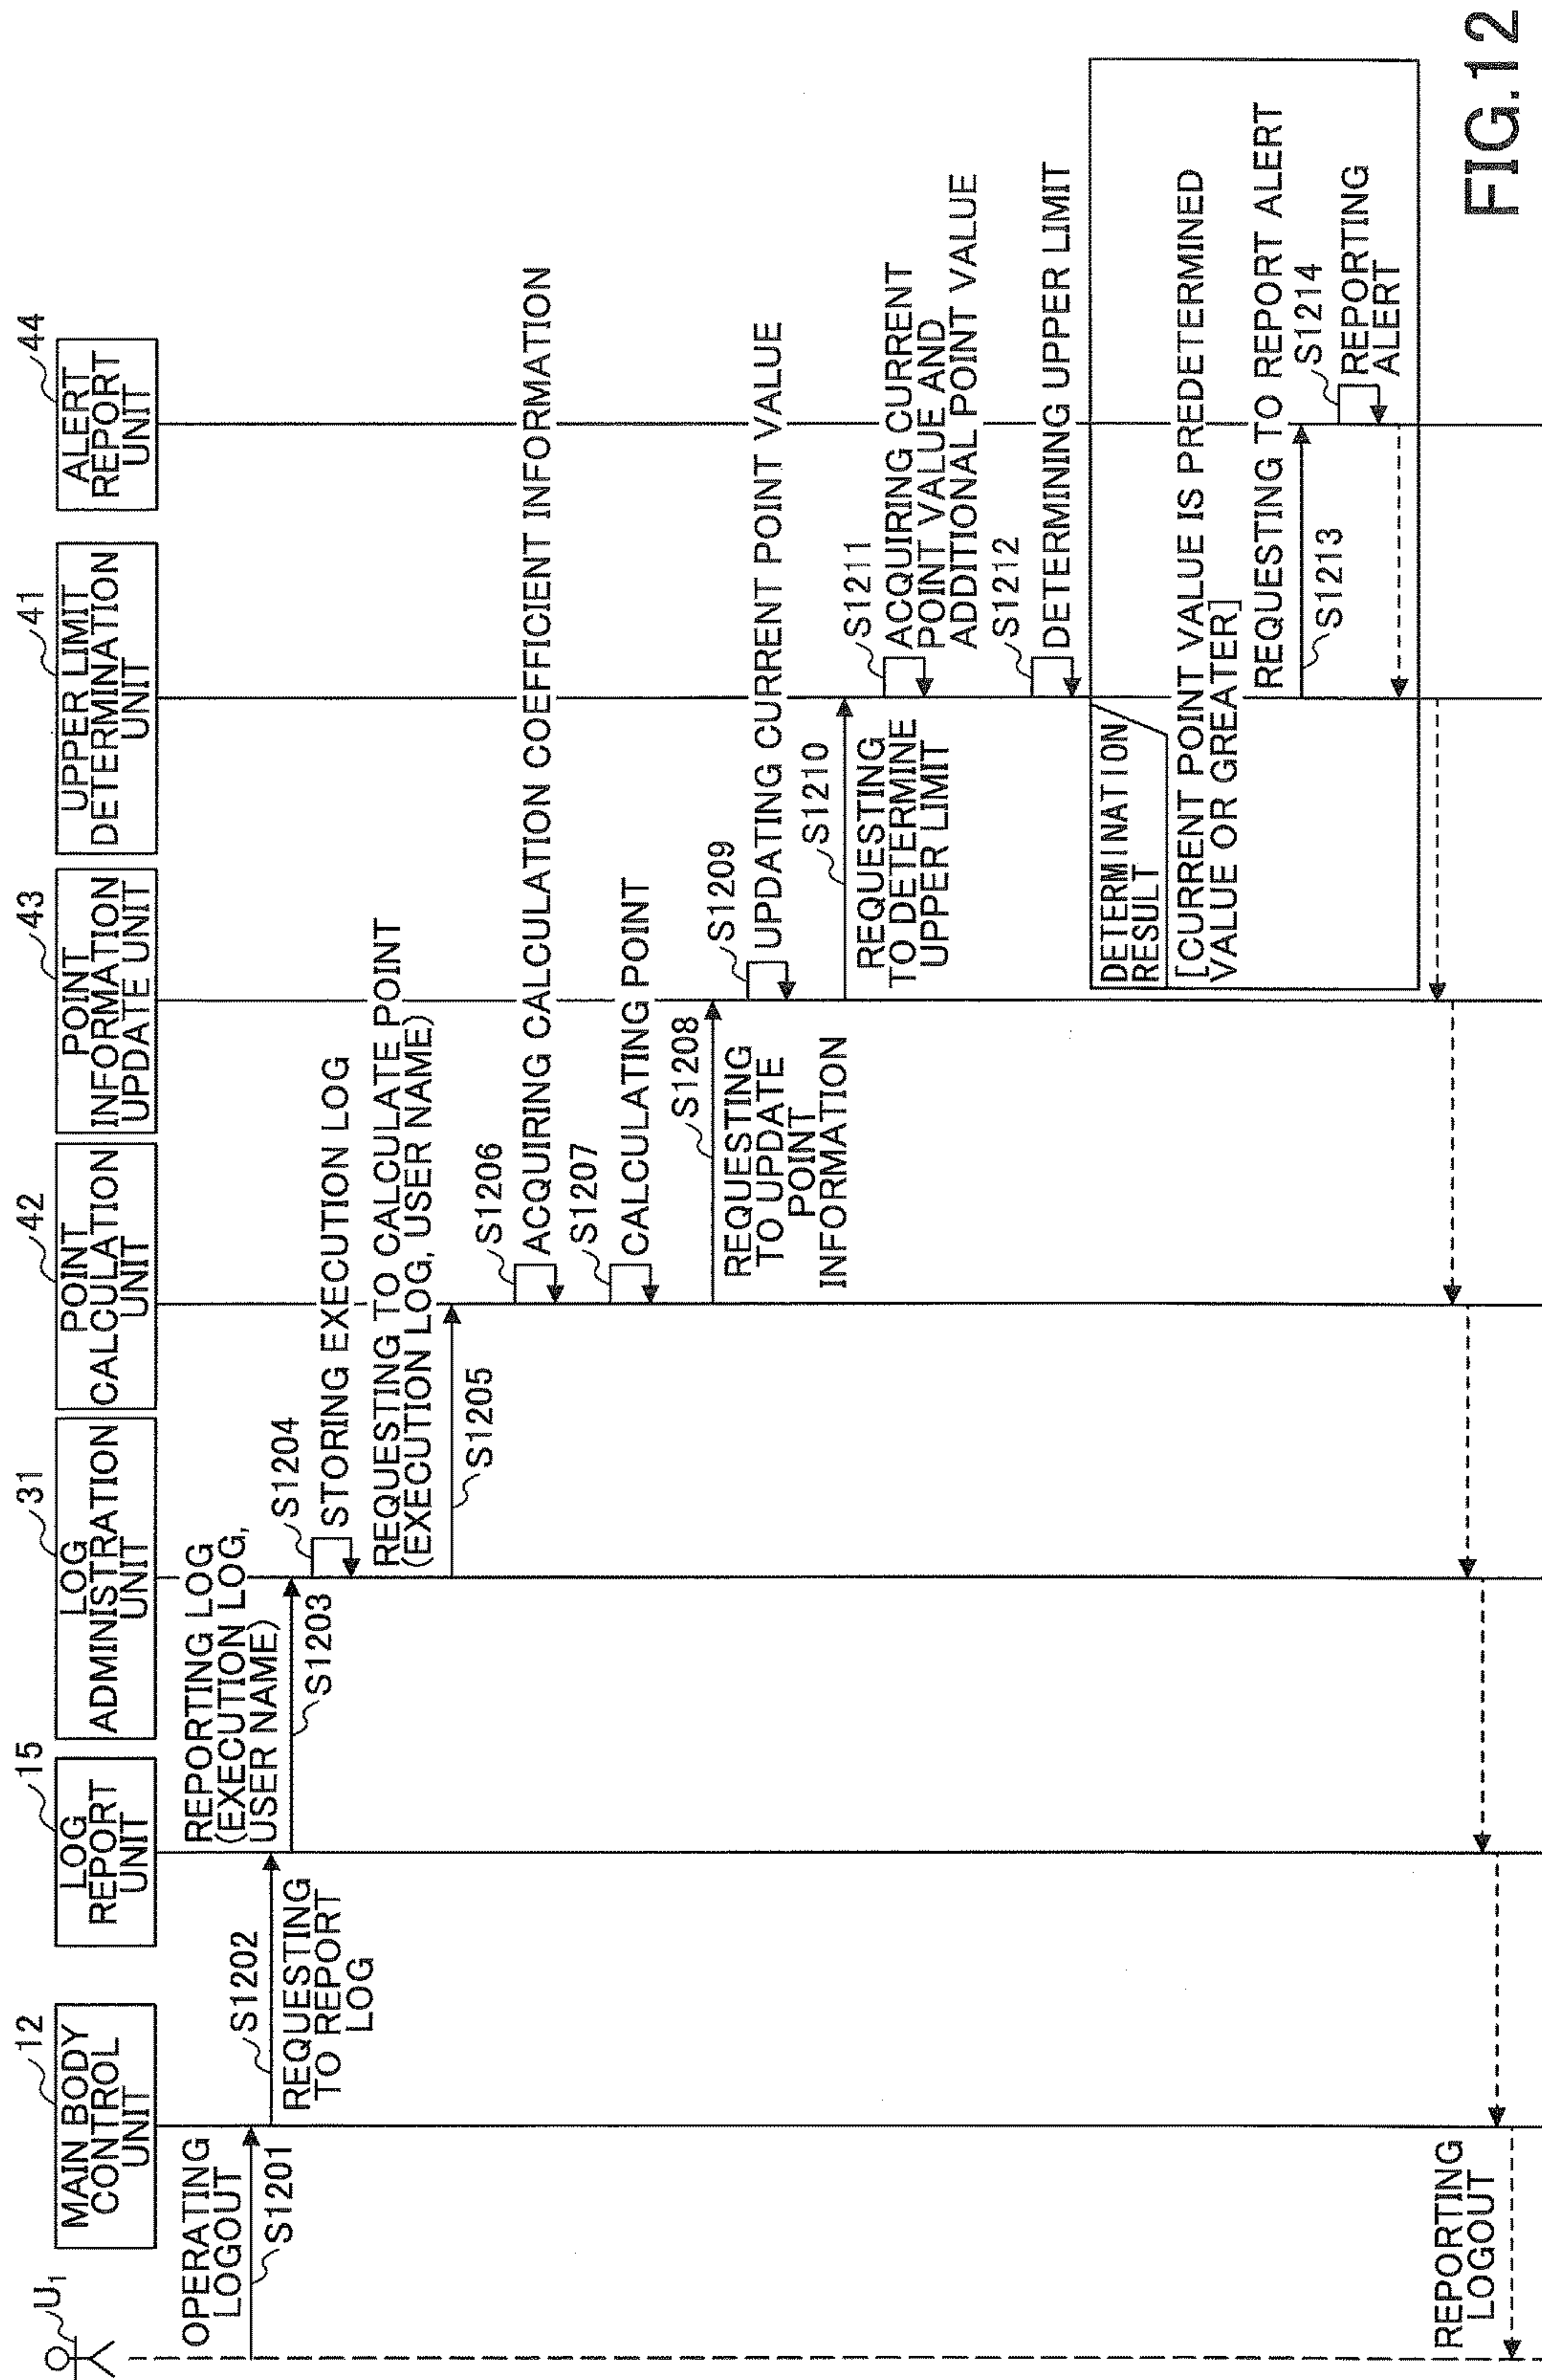 U1
12
MAIN BODY
CONTROL
UNIT
15
LOG
REPORT
UNIT
31
LOG
ADMINISTRATION
UNIT
42
POINT
CALCULATION
UNIT
43
POINT
INFORMATION
UPDATE UNIT
41
UPPER LIMIT
DETERMINATION
UNIT
44
ALERT
REPORT
UNIT
OPERATING
LOGOUT
S1201
S1202
REQUESTING
TO REPORT
LOG
REPORTING LOG
(EXECUTION LOG,
USER NAME)
S1203
S1204
STORING EXECUTION LOG
REQUESTING TO CALCULATE POINT
(EXECUTION LOG, USER NAME)
S1205
S1206
ACQUIRING CALCULATION COEFFICIENT INFORMATION
S1207
CALCULATING POINT
S1208
REQUESTING
TO UPDATE
POINT
INFORMATION
S1209
UPDATING CURRENT POINT VALUE
S1210
REQUESTING
TO DETERMINE
UPPER LIMIT
S1211
ACQUIRING CURRENT
POINT VALUE AND
ADDITIONAL POINT VALUE
S1212
DETERMINING UPPER LIMIT
DETERMINATION
RESULT
[CURRENT POINT VALUE IS PREDETERMINED
VALUE OR GREATER]
REQUESTING TO REPORT ALERT
S1213
S1214
REPORTING
ALERT
REPORTING
LOGOUT
FIG.12